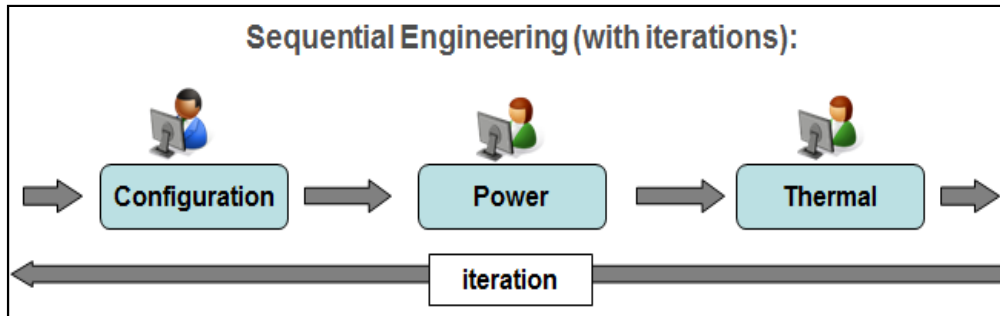 Sequential Engineering (with iterations):
Configuration
Power
Thermal
iteration